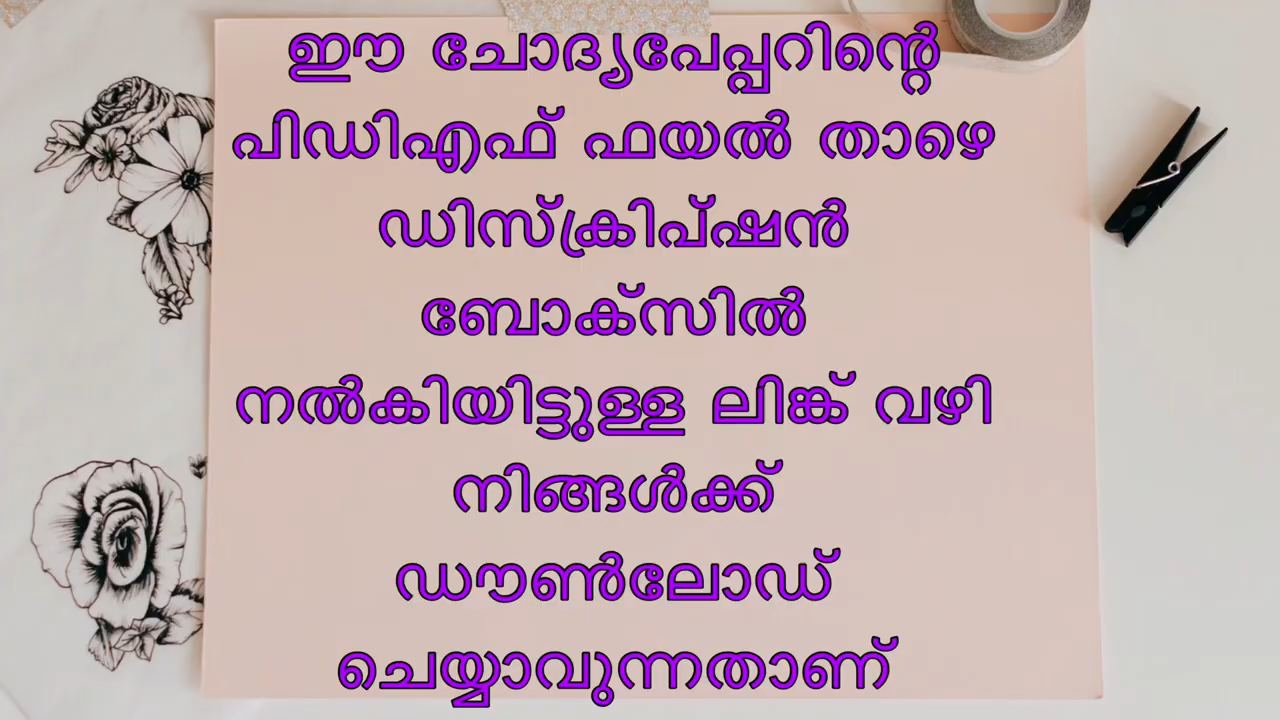 ഈ ചോദ്യപേപ്പറിന്റെ
പിഡിഎഫ് ഫയൽ താഴെ
ഡിസ്ക്രിപ്ഷൻ
ബോക്സിൽ
നൽകിയിട്ടുള്ള ലിങ്ക് വഴി
നിങ്ങൾക്ക്
ഡൗൺലോഡ്
ചെയ്യാവുന്നതാണ്